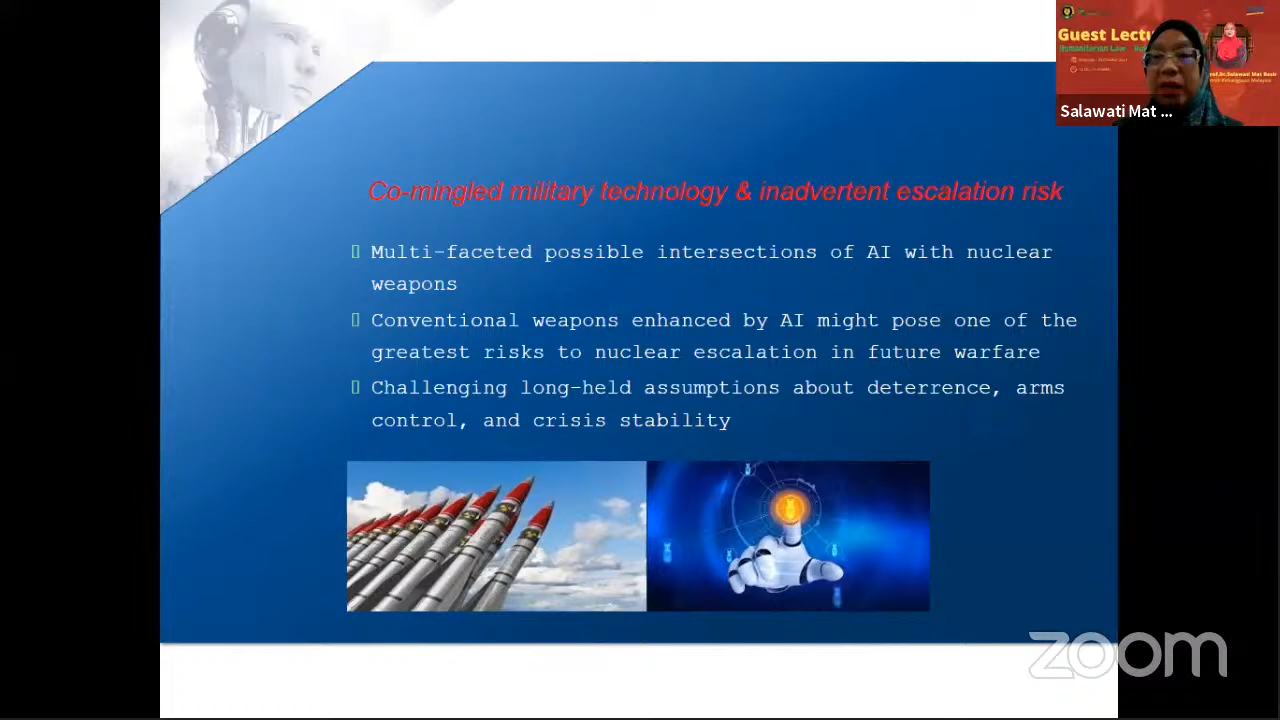 Guest Lectu
Humanitarian Law
Salawati Mat ...
Co-mingled military technology & inadvertent escalation risk
Multi-faceted possible intersections of AI with nuclear
weapons
Conventional weapons enhanced by AI might pose one of the
greatest risks to nuclear escalation in future warfare
Challenging long-held assumptions about deterrence, arms
control, and crisis stability
zoom